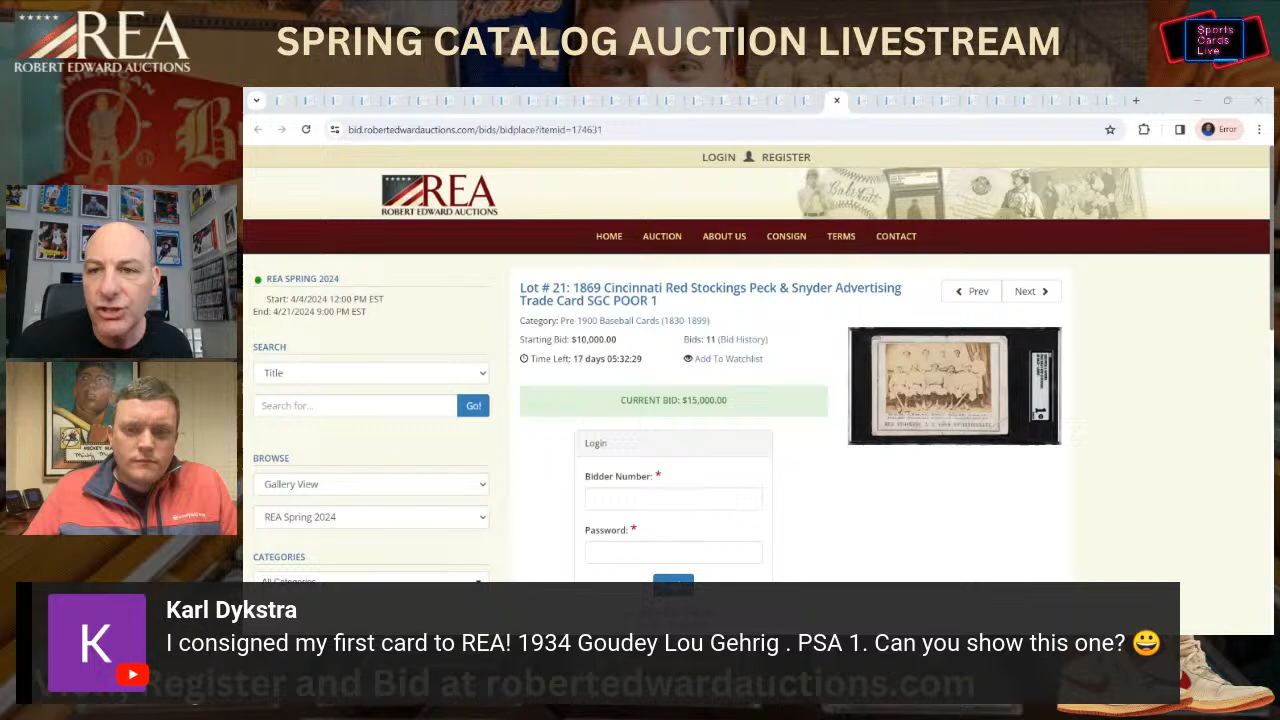 REA
ROBERT EDWARD AUCTIONS
SPRING CATALOG AUCTION LIVESTREAM
Sports
Cards
Live
bid.robertedwardauctions.com/bids/bidplace?itemid=174631
Error
LOGIN REGISTER
REA
ROBERT EDWARD AUCTIONS
HOME AUCTION ABOUT US CONSIGN TERMS CONTACT
REA SPRING 2024
Start: 4/4/2024 12:00 PM EST
End: 4/21/2024 9:00 PM EST
SEARCH
Title
Search for... Go!
BROWSE
Gallery View
REA Spring 2024
CATEGORIES
All Categories
Lot # 21: 1869 Cincinnati Red Stockings Peck & Snyder Advertising
Trade Card SGC POOR 1
Prev Next
Category: Pre-1900 Baseball Cards (1830-1899)
Starting Bid: $10,000.00 Bids: 11 (Bid History)
Time Left: 17 days 05:32:29 Add To Watchlist
CURRENT BID: $15,000.00
Login
Bidder Number: *
Password: *
K
Karl Dykstra
I consigned my first card to REA! 1934 Goudey Lou Gehrig . PSA 1. Can you show this one? 😀
Register and Bid at robertedwardauctions.com